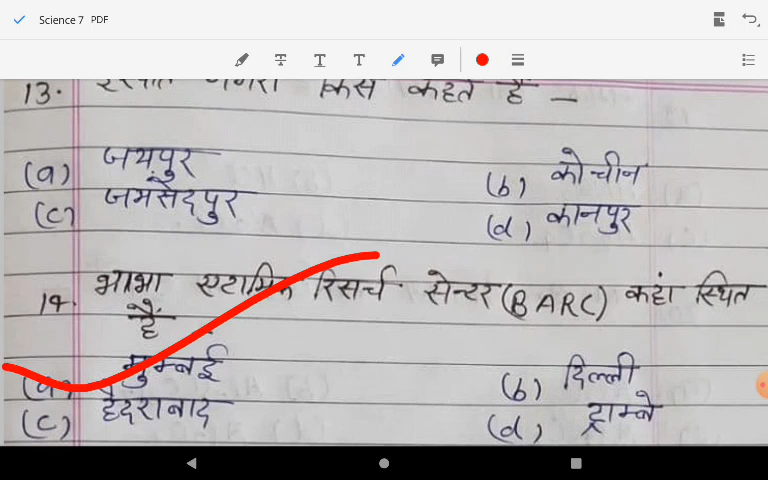 Science 7 PDF
13. किसे कहते हैं —
(a) जयपुर (b) कोचीन
(c) जमसेदपुर (d) कानपुर
14. भाभा एटामिक रिसर्च सेन्टर (BARC) कहां स्थित
हैं -
(a) मुम्बई (b) दिल्ली
(c) हैदराबाद (d) ट्राम्बे